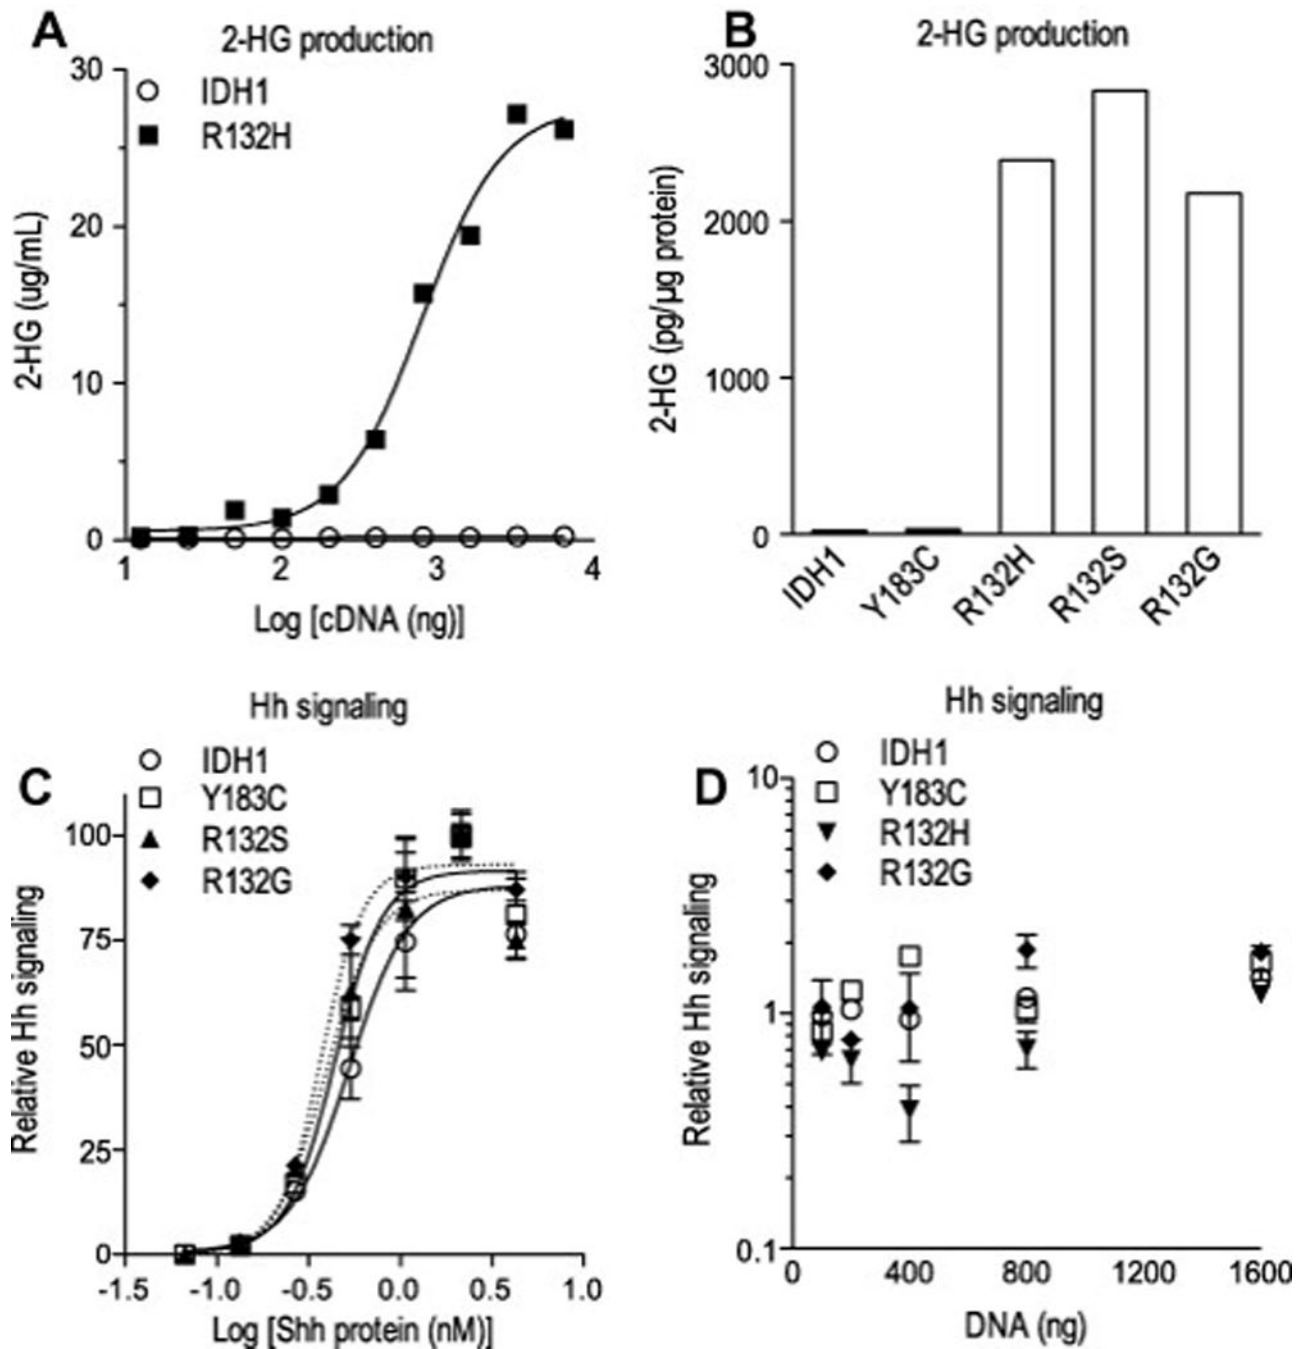 A
2-HG production
IDH1
R132H
30
20
10
0
2-HG (ug/mL)
1 2 3 4
Log [cDNA (ng)]
B
2-HG production
3000
2000
1000
0
2-HG (pg/µg protein)
IDH1 Y183C R132H R132S R132G
C
Hh signaling
IDH1
Y183C
R132S
R132G
100
75
50
25
0
Relative Hh signaling
-1.5 -1.0 -0.5 0.0 0.5 1.0
Log [Shh protein (nM)]
D
Hh signaling
IDH1
Y183C
R132H
R132G
10
1
0.1
Relative Hh signaling
0 400 800 1200 1600
DNA (ng)